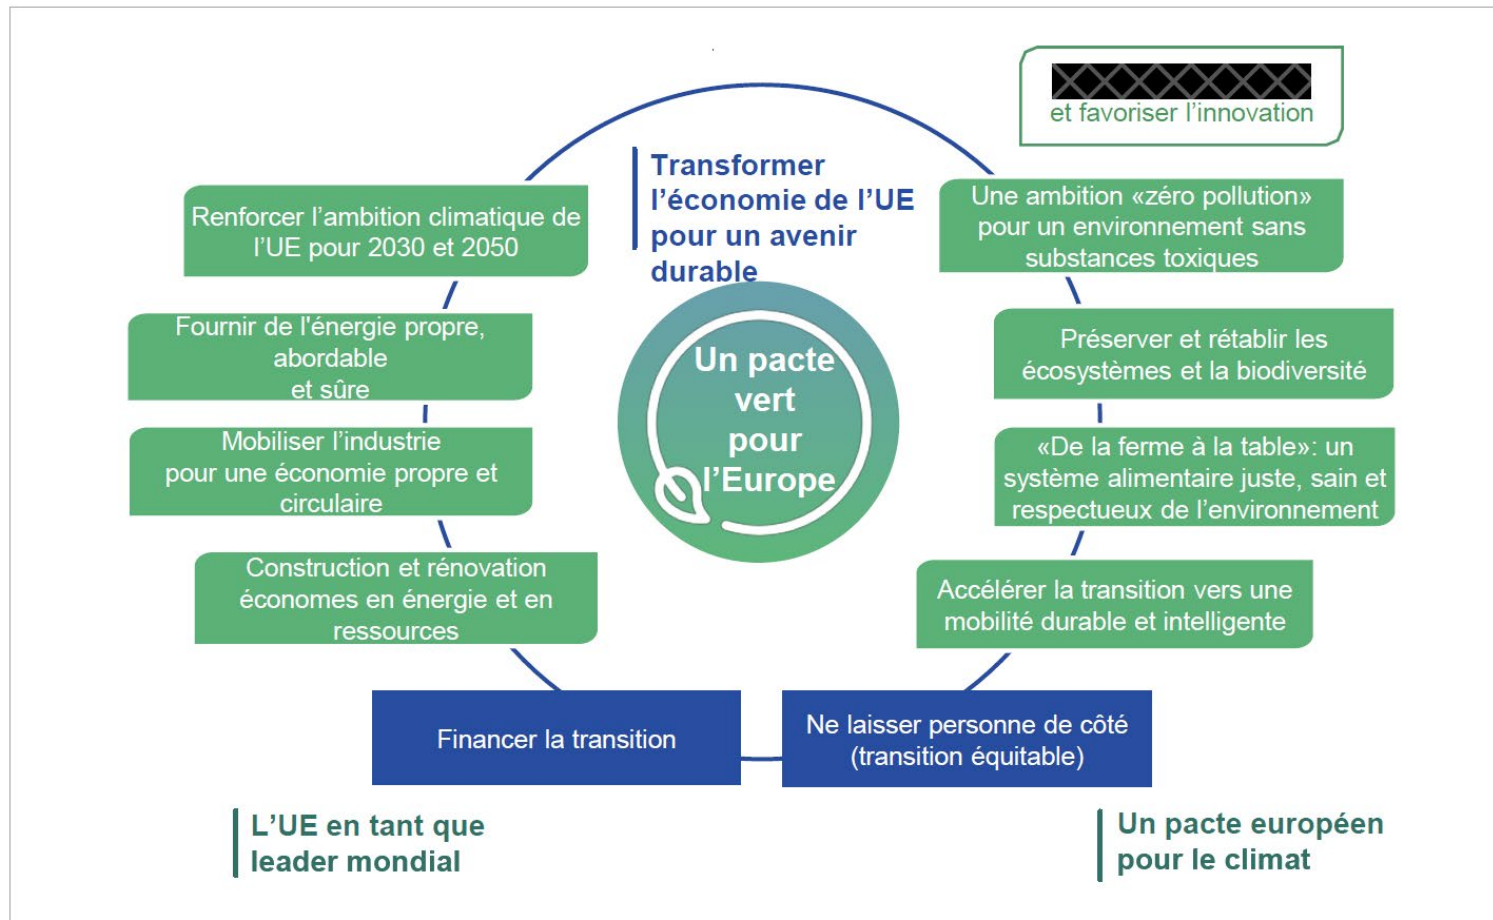 et favoriser l’innovation
Transformer
l’économie de l’UE
pour un avenir
durable
Renforcer l’ambition climatique de
l’UE pour 2030 et 2050
Une ambition «zéro pollution»
pour un environnement sans
substances toxiques
Fournir de l'énergie propre,
abordable
et sûre
Préserver et rétablir les
écosystèmes et la biodiversité
Un pacte
vert
pour
l’Europe
Mobiliser l’industrie
pour une économie propre et
circulaire
«De la ferme à la table»: un
système alimentaire juste, sain et
respectueux de l’environnement
Construction et rénovation
économes en énergie et en
ressources
Accélérer la transition vers une
mobilité durable et intelligente
Financer la transition
Ne laisser personne de côté
(transition équitable)
L’UE en tant que
leader mondial
Un pacte européen
pour le climat